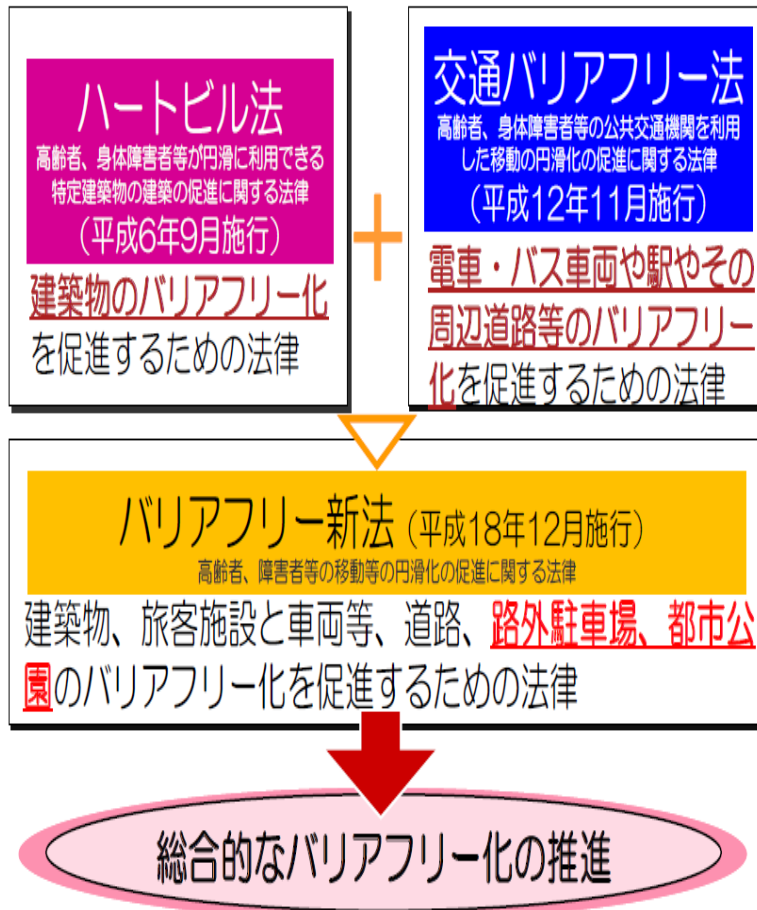 ハートビル法
高齢者、身体障害者等が円滑に利用できる
特定建築物の建築の促進に関する法律
（平成6年9月施行）
建築物のバリアフリー化
を促進するための法律
＋
交通バリアフリー法
高齢者、身体障害者等の公共交通機関を利用
した移動の円滑化の促進に関する法律
（平成12年11月施行）
電車・バス車両や駅やその
周辺道路等のバリアフリー
化を促進するための法律
バリアフリー新法（平成18年12月施行）
高齢者、障害者等の移動等の円滑化の促進に関する法律
建築物、旅客施設と車両等、道路、路外駐車場、都市公
園のバリアフリー化を促進するための法律
総合的なバリアフリー化の推進